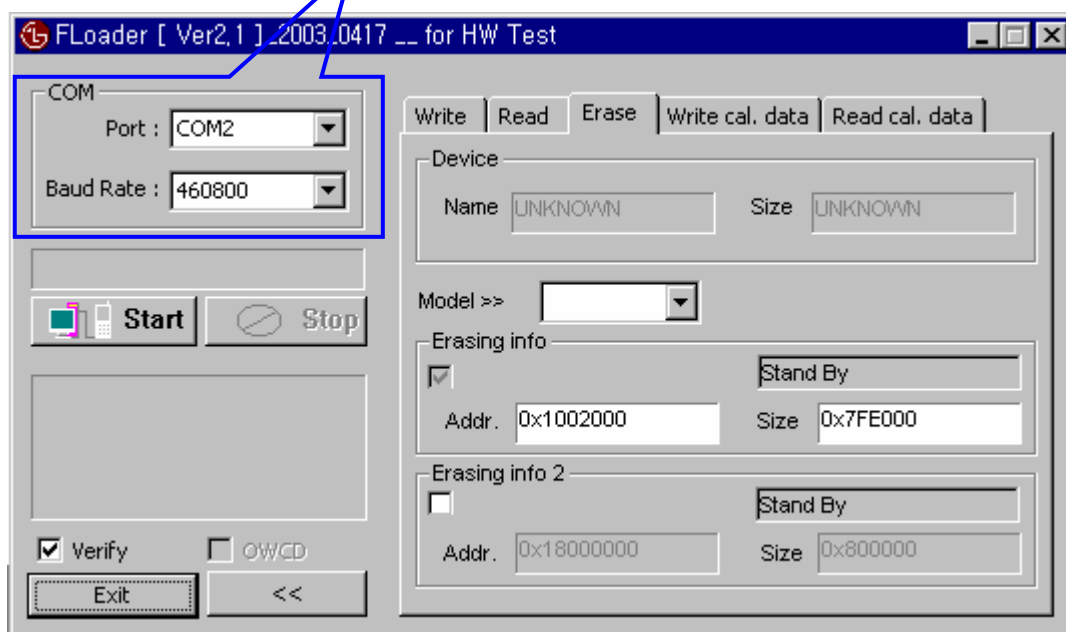 FLoader [ Ver2,1 ]_2003_0417 __ for HW Test
COM
Port : COM2
Baud Rate : 460800
Start Stop
Verify OWCD
Exit <<
Write Read Erase Write cal. data Read cal. data
Device
Name UNKNOWN Size UNKNOWN
Model >>
Erasing info
Stand By
Addr. 0x1002000 Size 0x7FE000
Erasing info 2
Stand By
Addr. 0x18000000 Size 0x800000